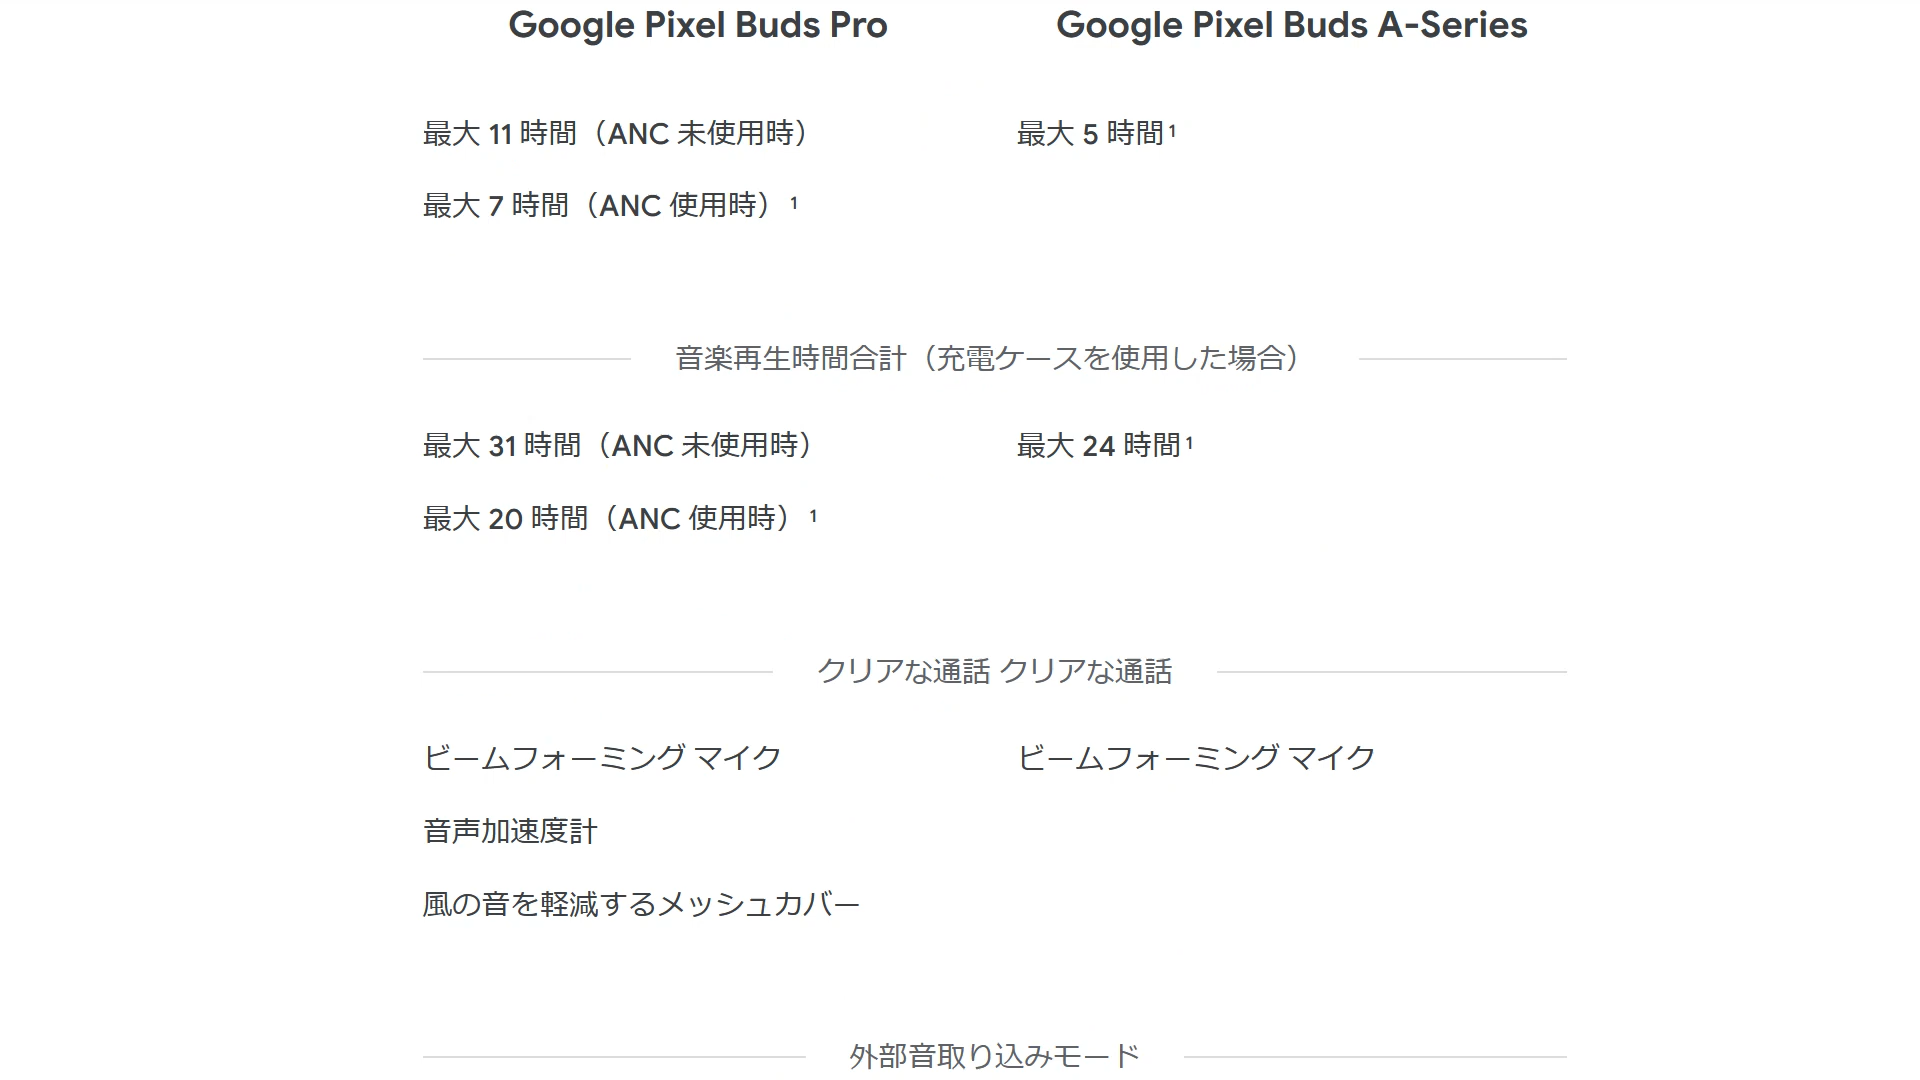 Google Pixel Buds Pro Google Pixel Buds A-Series
最大 11 時間（ANC 未使用時） 最大 5 時間¹
最大 7 時間（ANC 使用時）¹
音楽再生時間合計（充電ケースを使用した場合）
最大 31 時間（ANC 未使用時） 最大 24 時間¹
最大 20 時間（ANC 使用時）¹
クリアな通話 クリアな通話
ビームフォーミング マイク ビームフォーミング マイク
音声加速度計
風の音を軽減するメッシュカバー
外部音取り込みモード